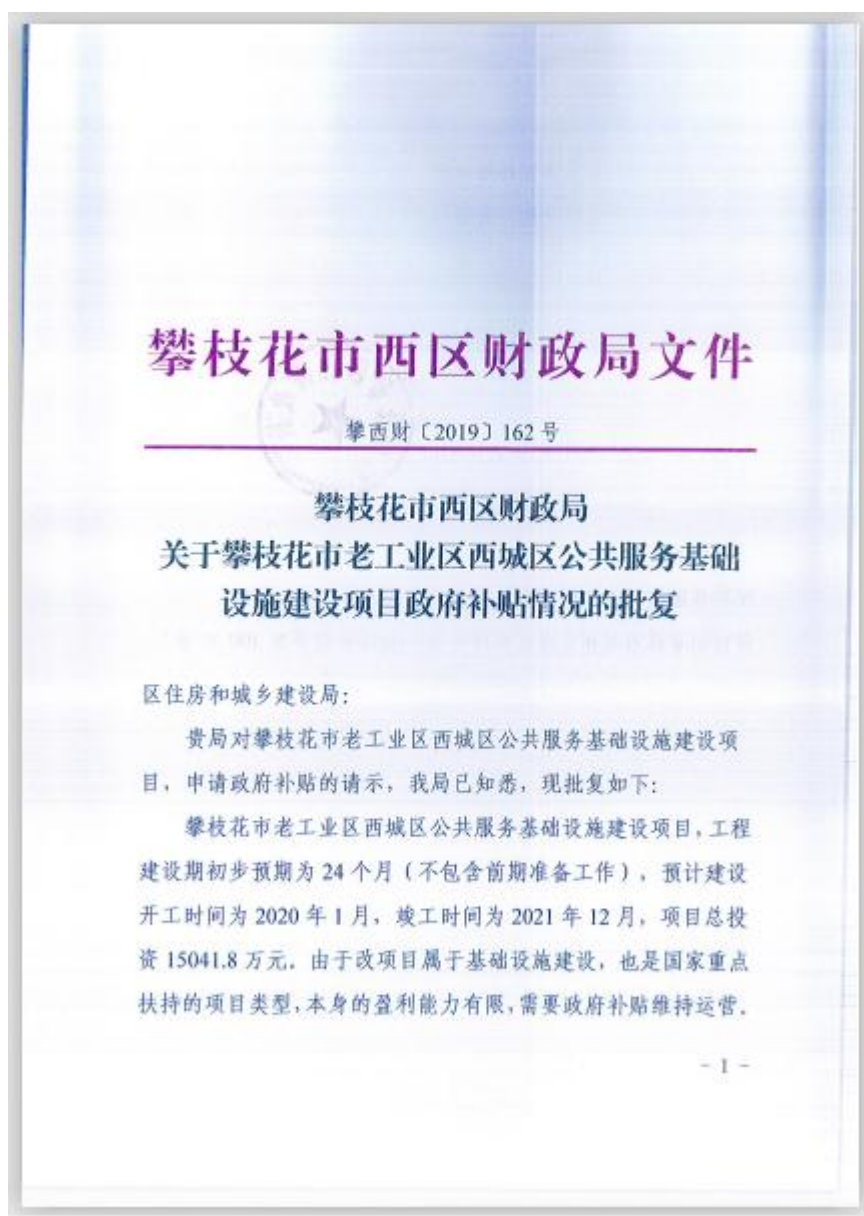 攀枝花市西区财政局文件
攀西财〔2019〕162号
攀枝花市西区财政局
关于攀枝花市老工业区西城区公共服务基础
设施建设项目政府补贴情况的批复
区住房和城乡建设局：
贵局对攀枝花市老工业区西城区公共服务基础设施建设项
目，申请政府补贴的请示，我局已知悉，现批复如下：
攀枝花市老工业区西城区公共服务基础设施建设项目，工程
建设期初步预期为24个月（不包含前期准备工作），预计建设
开工时间为2020年1月，竣工时间为2021年12月，项目总投
资15041.8万元。由于改项目属于基础设施建设，也是国家重点
扶持的项目类型，本身的盈利能力有限，需要政府补贴维持运营。
- 1 -